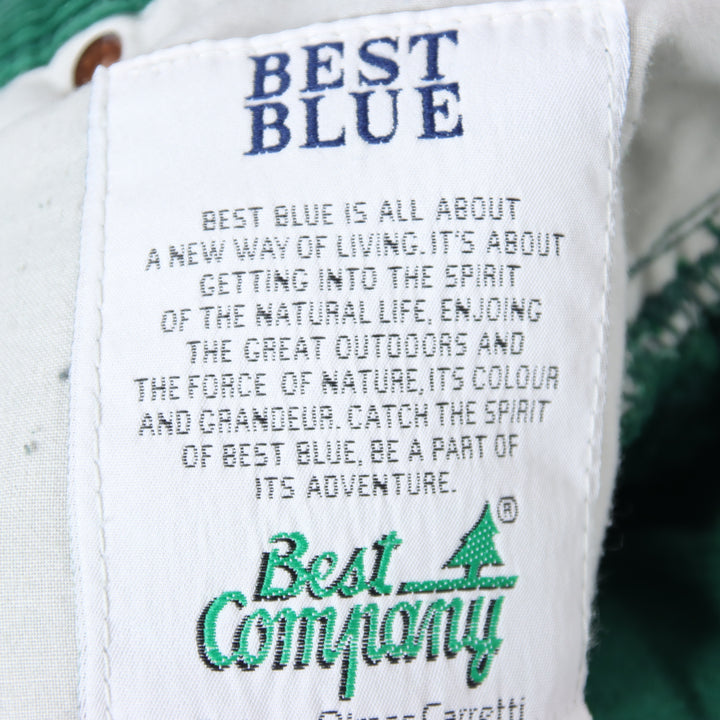 BEST
BLUE
BEST BLUE IS ALL ABOUT
A NEW WAY OF LIVING. IT'S ABOUT
GETTING INTO THE SPIRIT
OF THE NATURAL LIFE, ENJOING
THE GREAT OUTDOORS AND
THE FORCE OF NATURE, ITS COLOUR
AND GRANDEUR. CATCH THE SPIRIT
OF BEST BLUE, BE A PART OF
ITS ADVENTURE.
®
Best
Company
Carretti